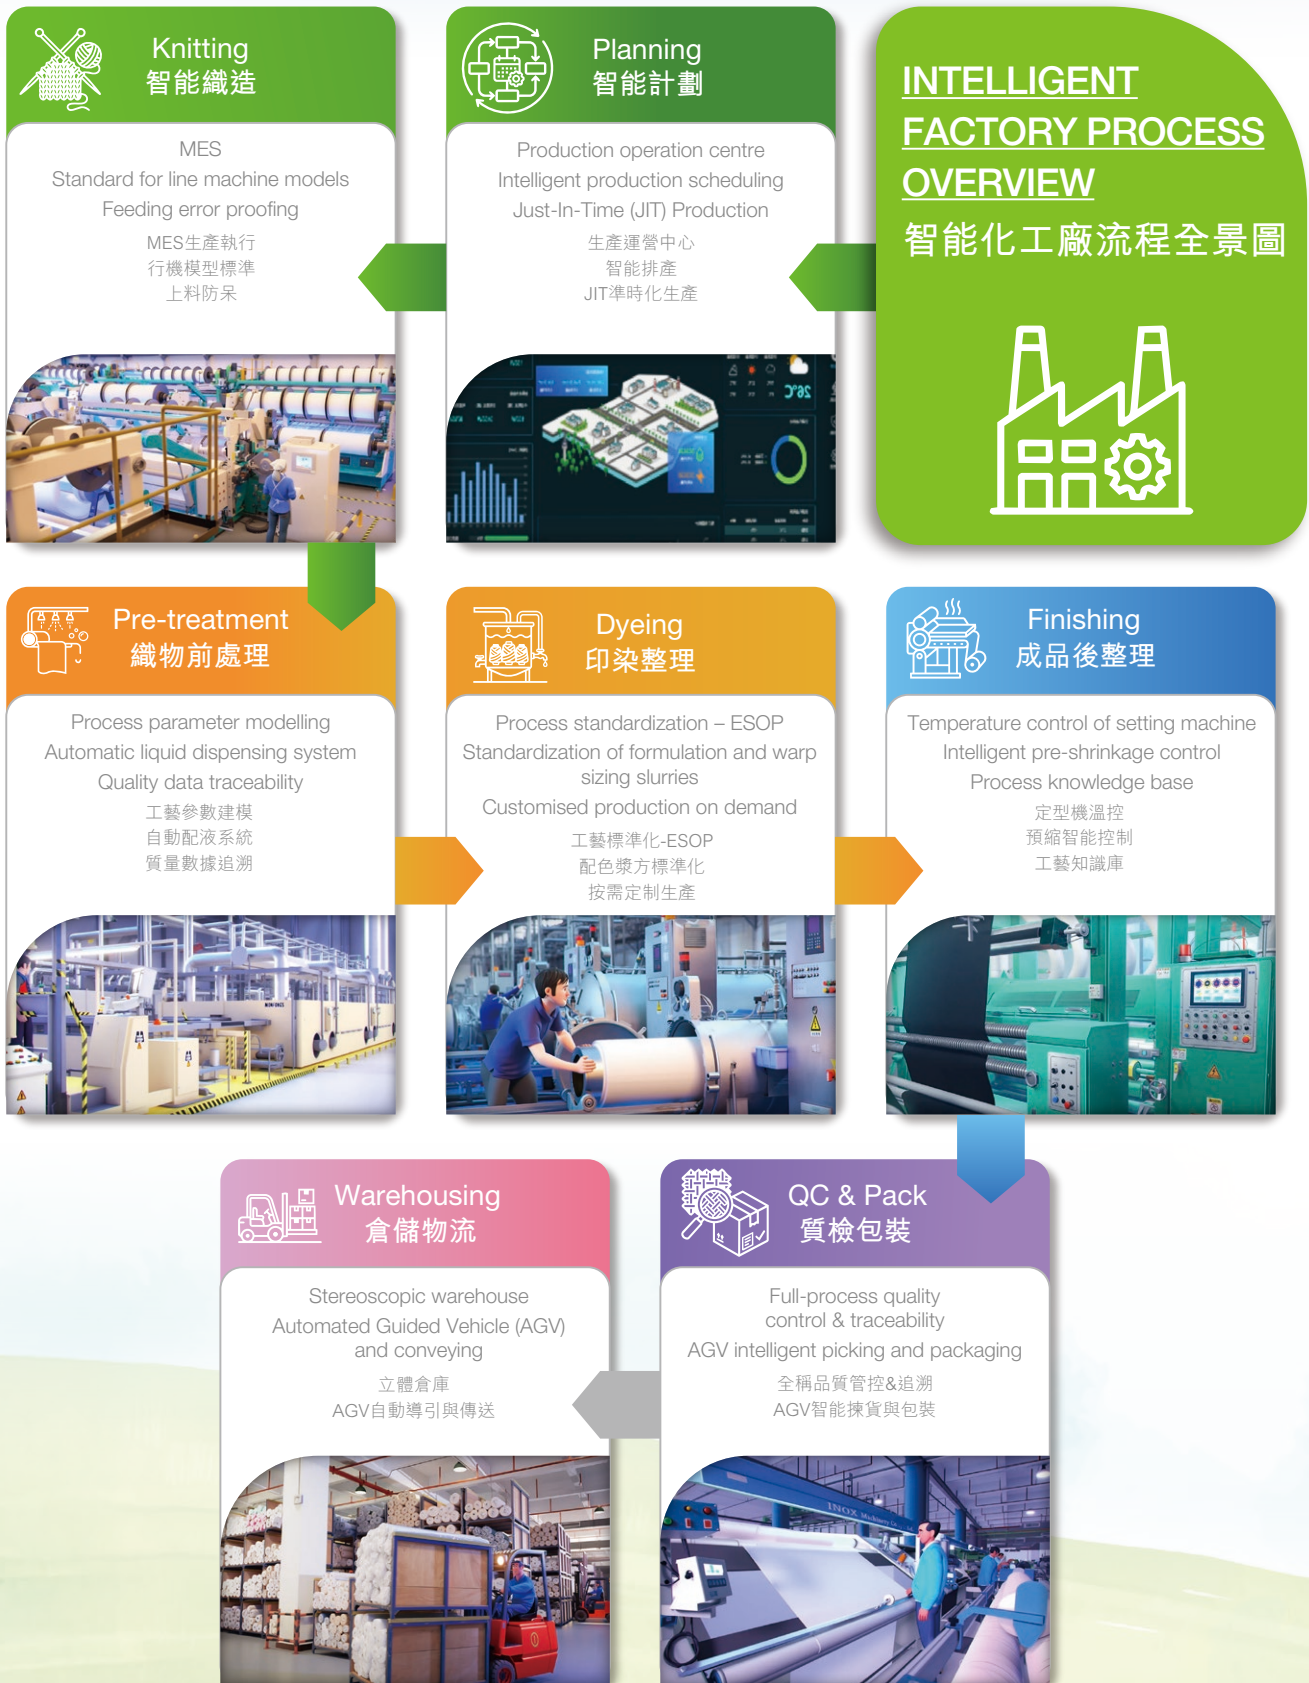 INTELLIGENT
FACTORY PROCESS
OVERVIEW
智能化工廠流程全景圖
Planning
智能計劃
Production operation centre
Intelligent production scheduling
Just-In-Time (JIT) Production
生產運營中心
智能排產
JIT準時化生產
Knitting
智能織造
MES
Standard for line machine models
Feeding error proofing
MES生產執行
行機模型標準
上料防呆
Pre-treatment
織物前處理
Process parameter modelling
Automatic liquid dispensing system
Quality data traceability
工藝參數建模
自動配液系統
質量數據追溯
Dyeing
印染整理
Process standardization – ESOP
Standardization of formulation and warp
sizing slurries
Customised production on demand
工藝標準化-ESOP
配色漿方標準化
按需定制生產
Finishing
成品後整理
Temperature control of setting machine
Intelligent pre-shrinkage control
Process knowledge base
定型機溫控
預縮智能控制
工藝知識庫
QC & Pack
質檢包裝
Full-process quality
control & traceability
AGV intelligent picking and packaging
全稱品質管控&追溯
AGV智能揀貨與包裝
INOX Machinery Co.
Warehousing
倉儲物流
Stereoscopic warehouse
Automated Guided Vehicle (AGV)
and conveying
立體倉庫
AGV自動導引與傳送